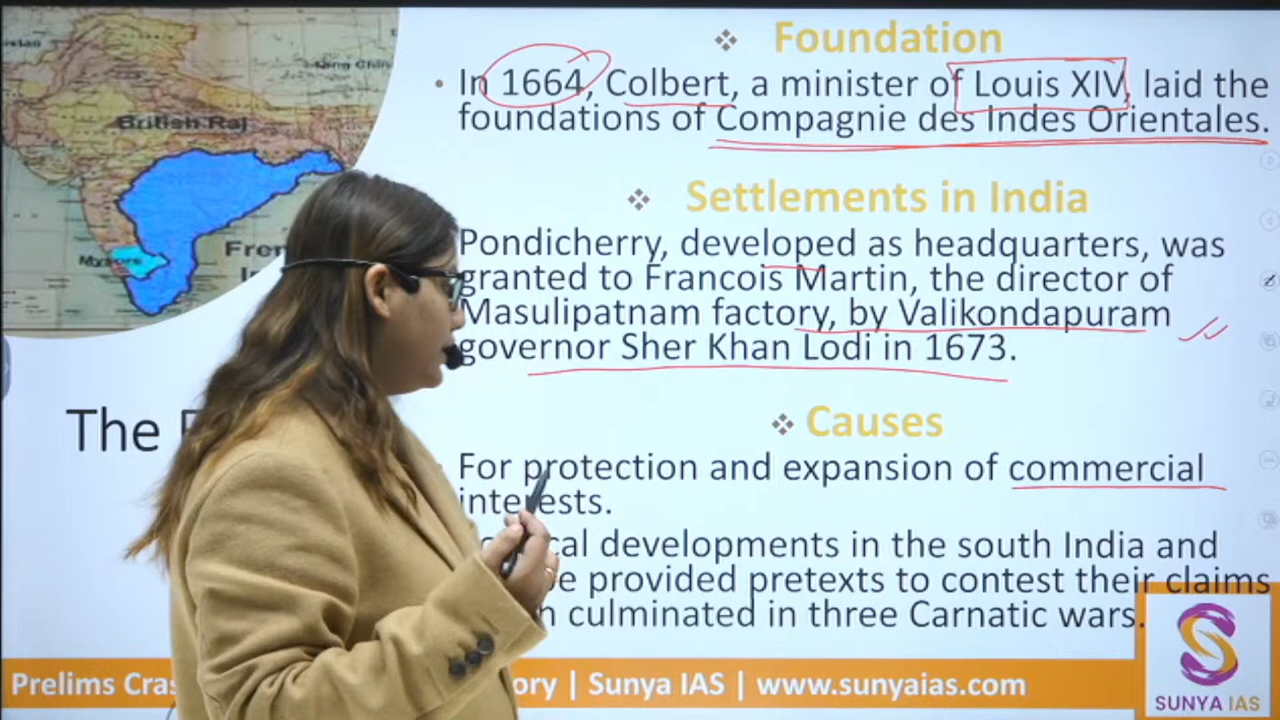 British Raj
Mysore
Foundation
In 1664, Colbert, a minister of Louis XIV, laid the
foundations of Compagnie des Indes Orientales.
Settlements in India
Pondicherry, developed as headquarters, was
granted to Francois Martin, the director of
Masulipatnam factory, by Valikondapuram
governor Sher Khan Lodi in 1673.
The
Causes
For protection and expansion of commercial
interests.
developments in the south India and
provided pretexts to contest their claims
culminated in three Carnatic wars.
Prelims | Sunya IAS | www.sunyaias.com
SUNYA IAS